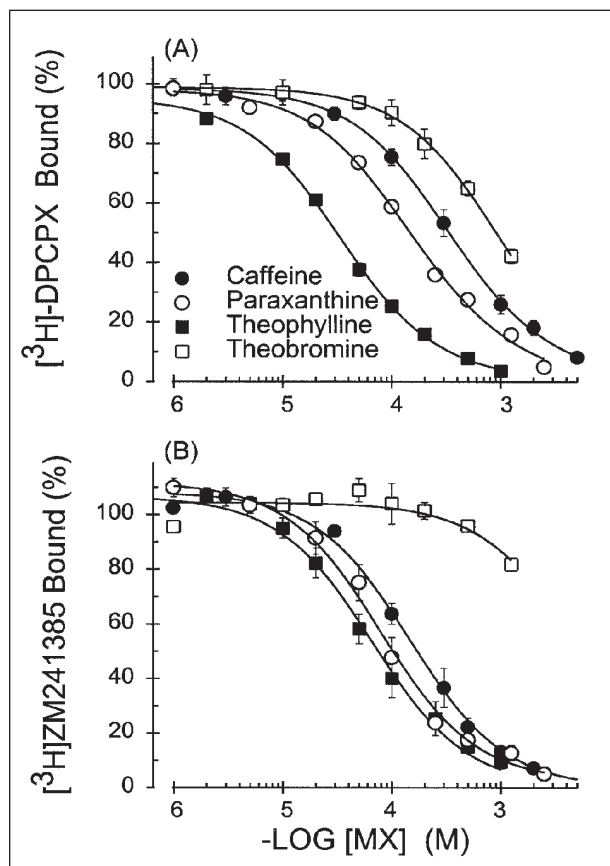 (A)
[³H]-DPCPX Bound (%)
100
80
60
40
20
0
Caffeine
Paraxanthine
Theophylline
Theobromine
6 5 4 3
(B)
[³H]ZM241385 Bound (%)
100
80
60
40
20
0
6 5 4 3
-LOG [MX] (M)